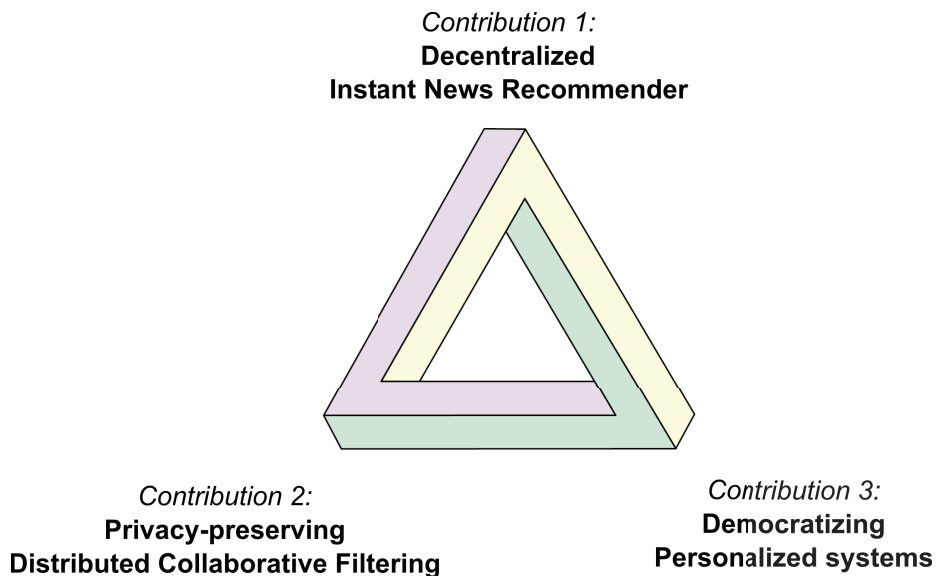 Contribution 1:
Decentralized
Instant News Recommender
Contribution 2:
Privacy-preserving
Distributed Collaborative Filtering
Contribution 3:
Democratizing
Personalized systems